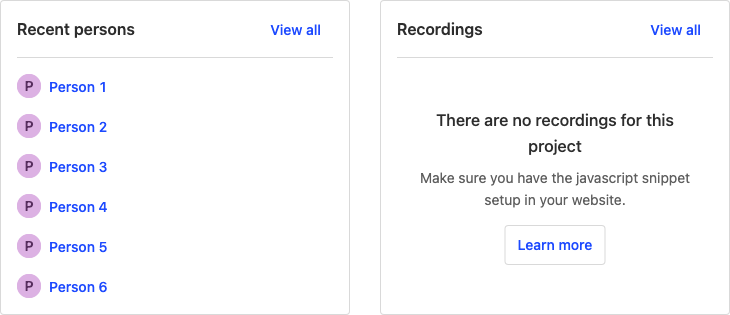 Recent persons
View all
P Person 1
P Person 2
P Person 3
P Person 4
P Person 5
P Person 6
Recordings
View all
There are no recordings for this
project
Make sure you have the javascript snippet
setup in your website.
Learn more